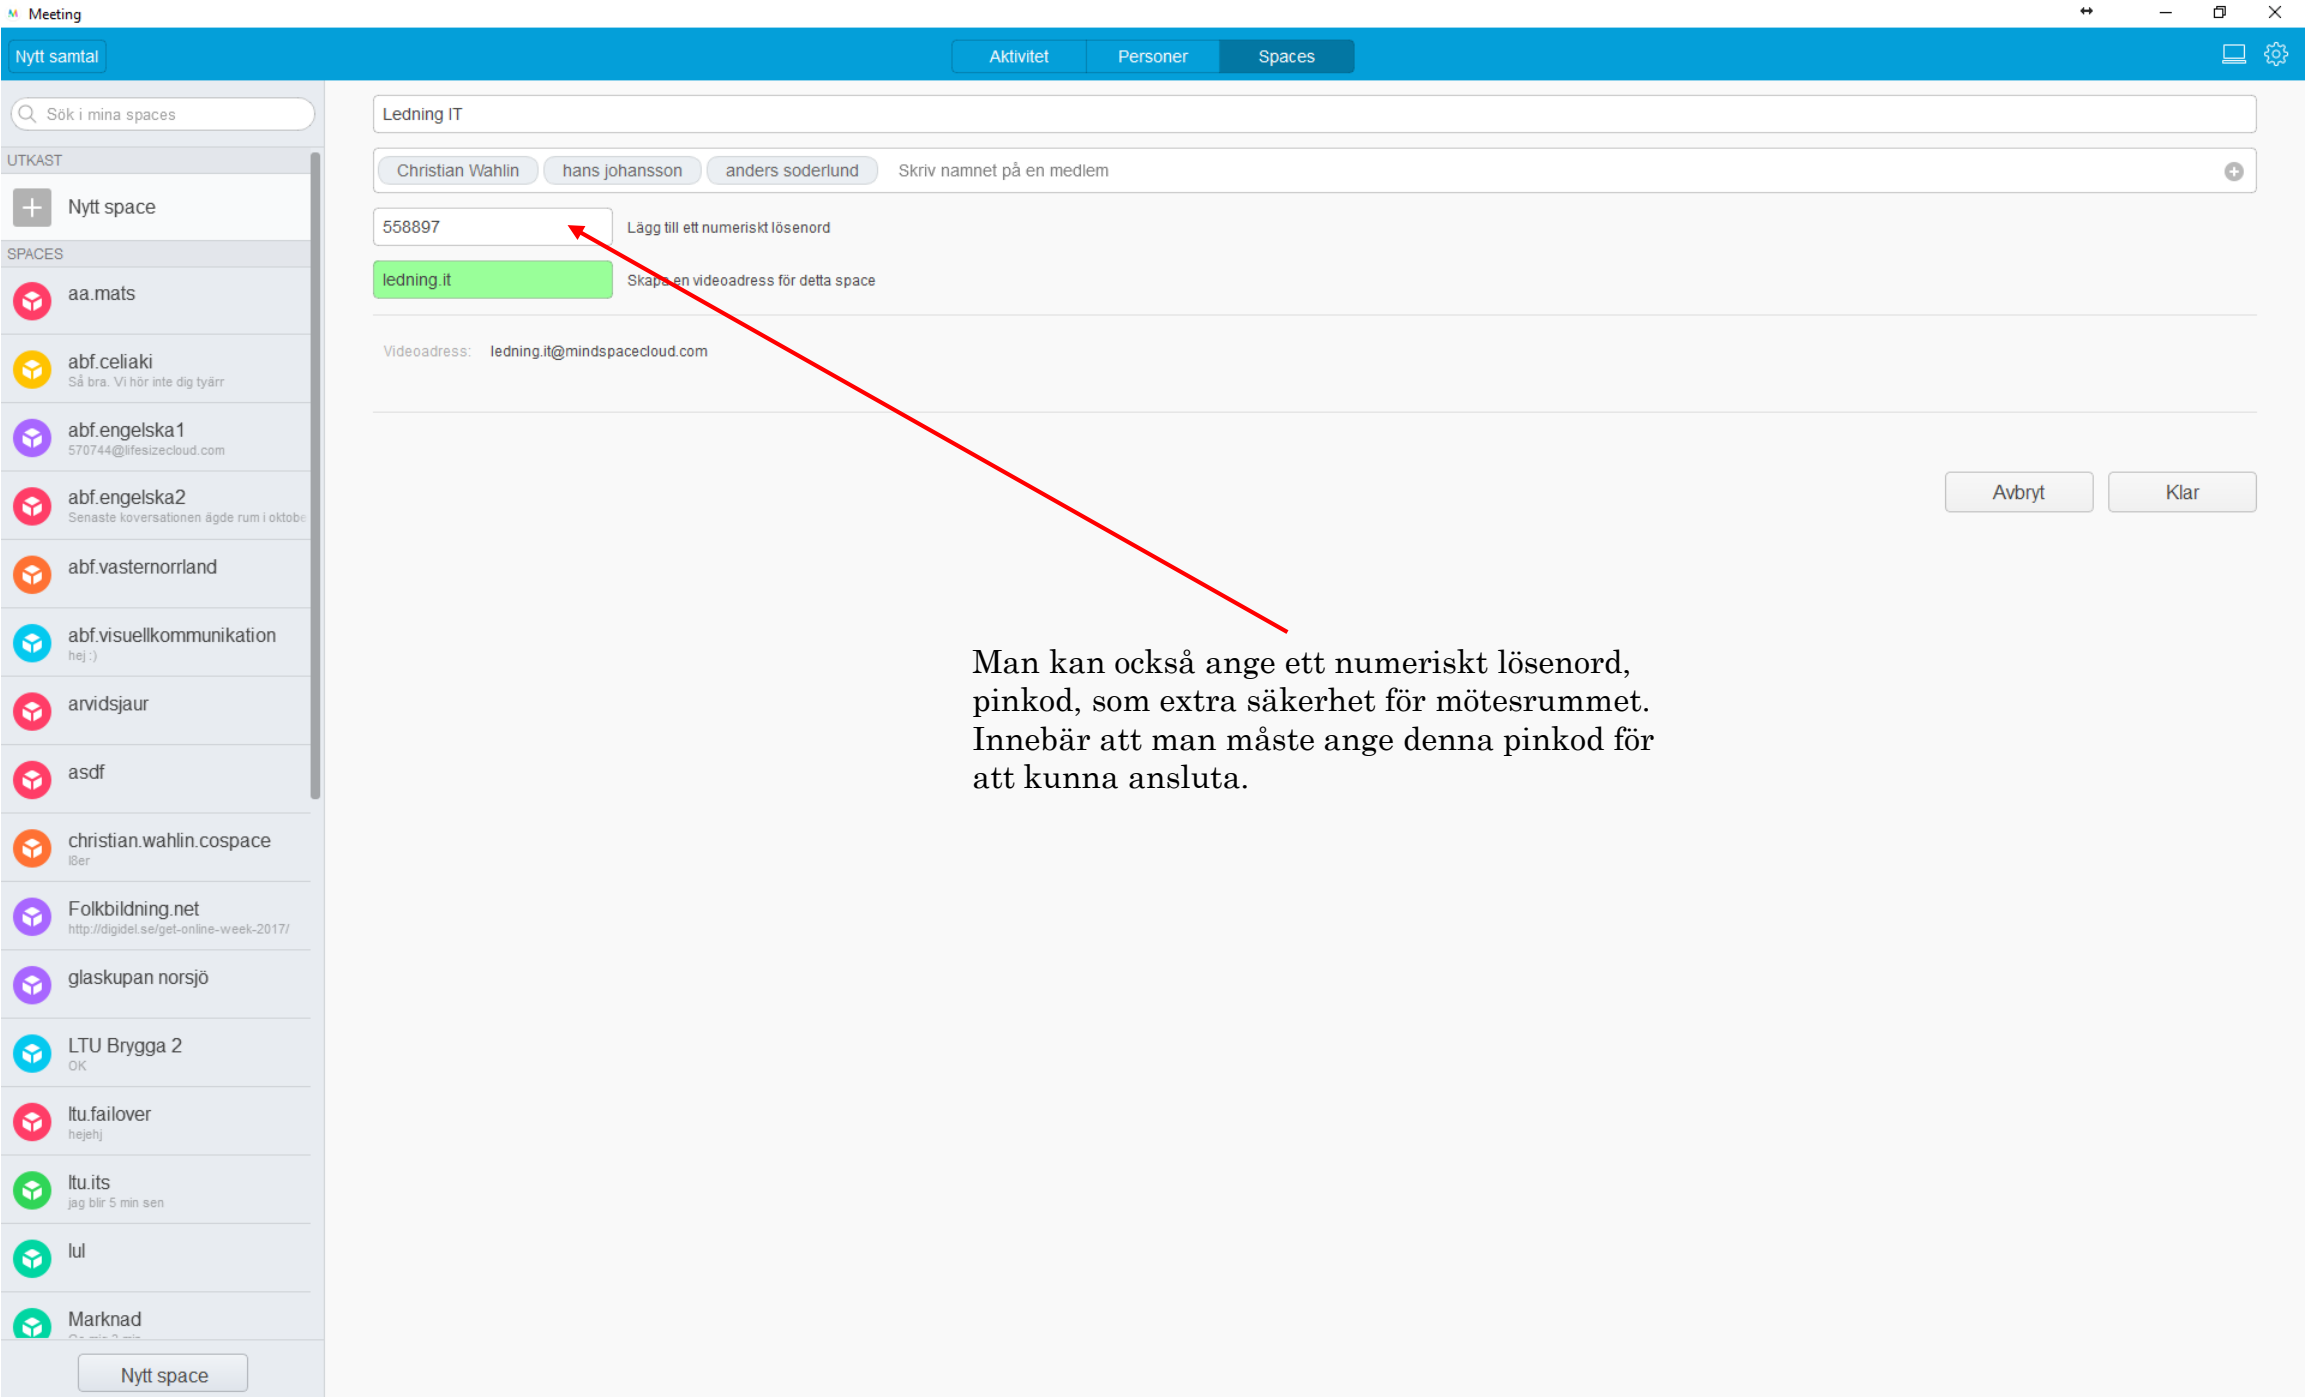 Meeting
Nytt samtal
Aktivitet
Personer
Spaces
Sök i mina spaces
UTKAST
Nytt space
SPACES
aa.mats
abf.celiaki
Så bra. Vi hör inte dig tyärr
abf.engelska1
570744@lifesizecloud.com
abf.engelska2
Senaste koversationen ägde rum i oktobe
abf.vasternorrland
abf.visuellkommunikation
hej :)
arvidsjaur
asdf
christian.wahlin.cospace
l8er
Folkbildning.net
http://digidel.se/get-online-week-2017/
glaskupan norsjö
LTU Brygga 2
OK
ltu.failover
hejehj
ltu.its
jag blir 5 min sen
lul
Marknad
Nytt space
Ledning IT
Christian Wahlin hans johansson anders soderlund Skriv namnet på en medlem
558897 Lägg till ett numeriskt lösenord
ledning.it Skapa en videoadress för detta space
Videoadress: ledning.it@mindspacecloud.com
Avbryt Klar
Man kan också ange ett numeriskt lösenord,
pinkod, som extra säkerhet för mötesrummet.
Innebär att man måste ange denna pinkod för
att kunna ansluta.